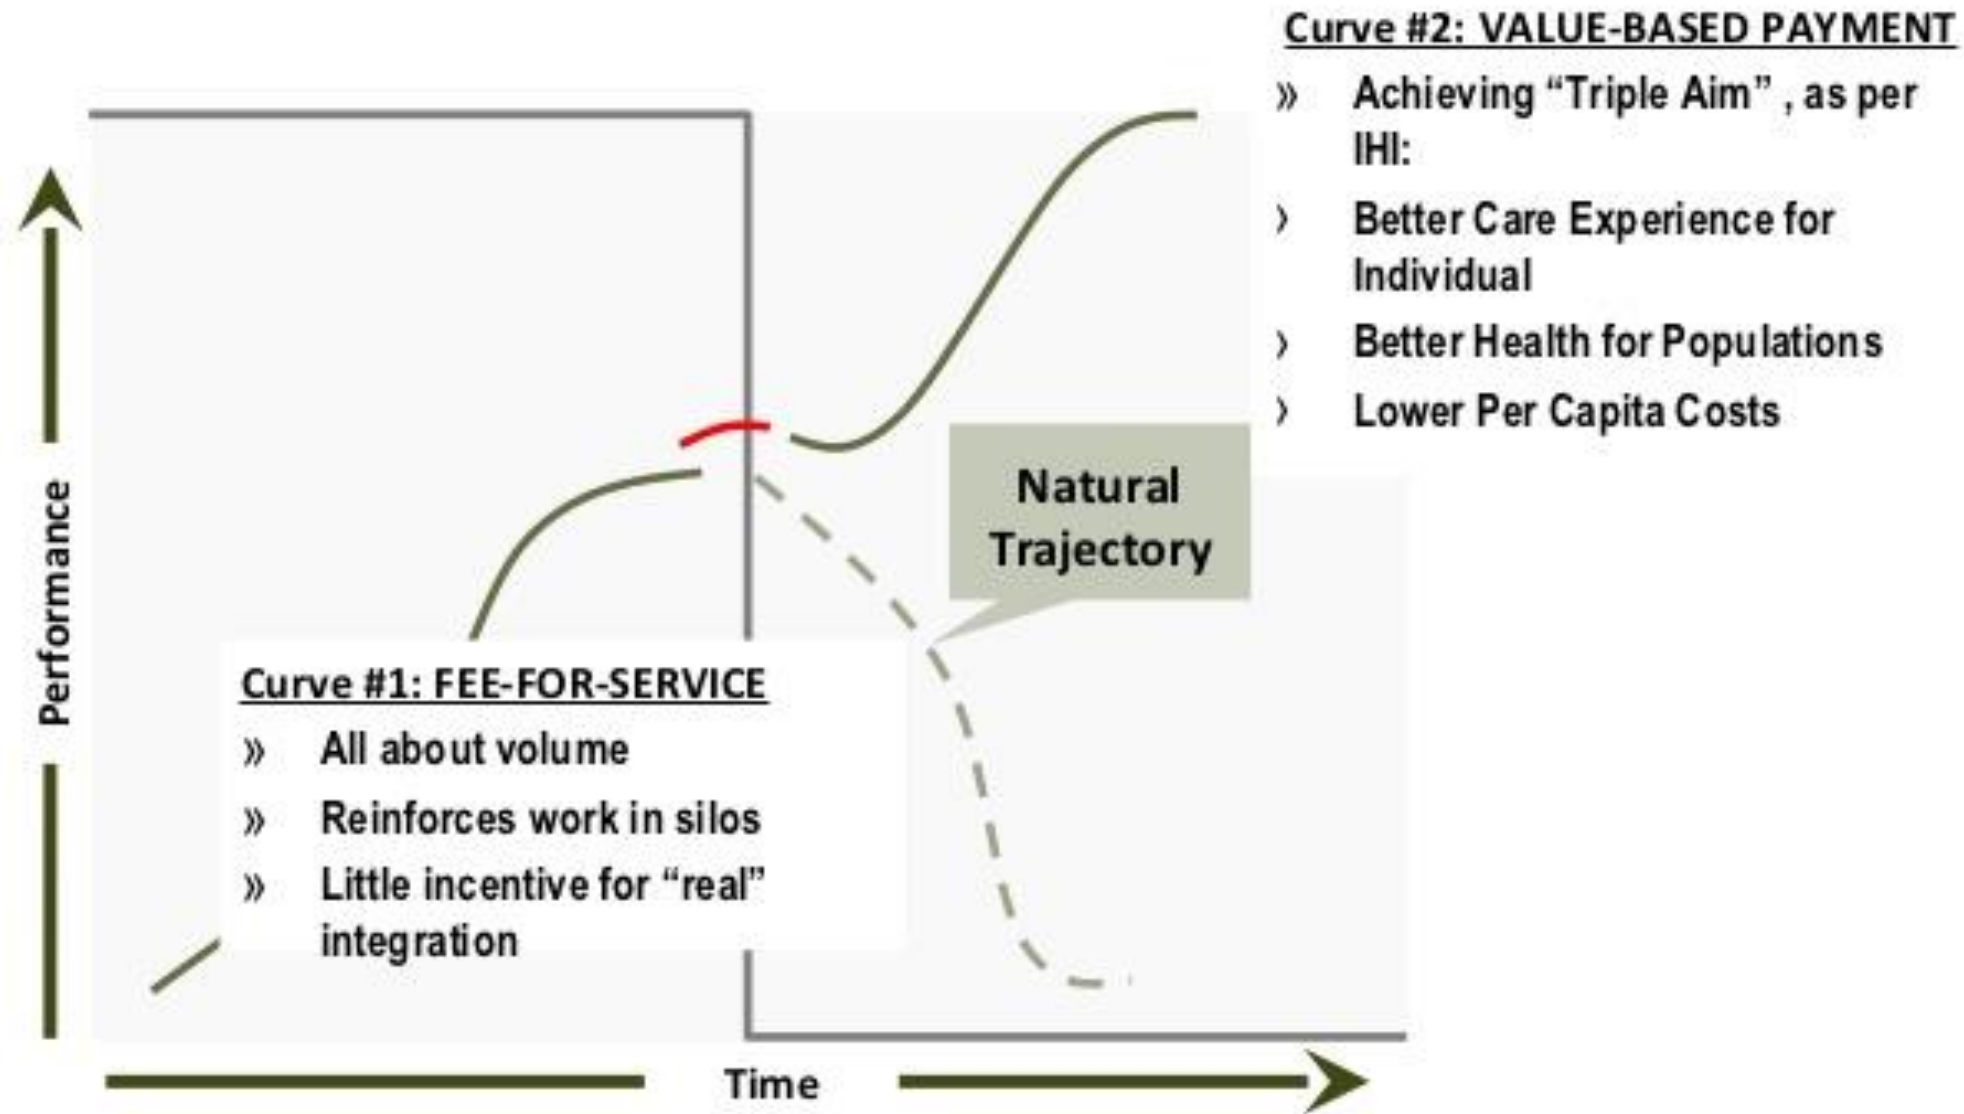 Curve #2: VALUE-BASED PAYMENT
» Achieving “Triple Aim” , as per
IHI:
› Better Care Experience for
Individual
› Better Health for Populations
› Lower Per Capita Costs
Natural
Trajectory
Performance
Curve #1: FEE-FOR-SERVICE
» All about volume
» Reinforces work in silos
» Little incentive for “real”
integration
Time